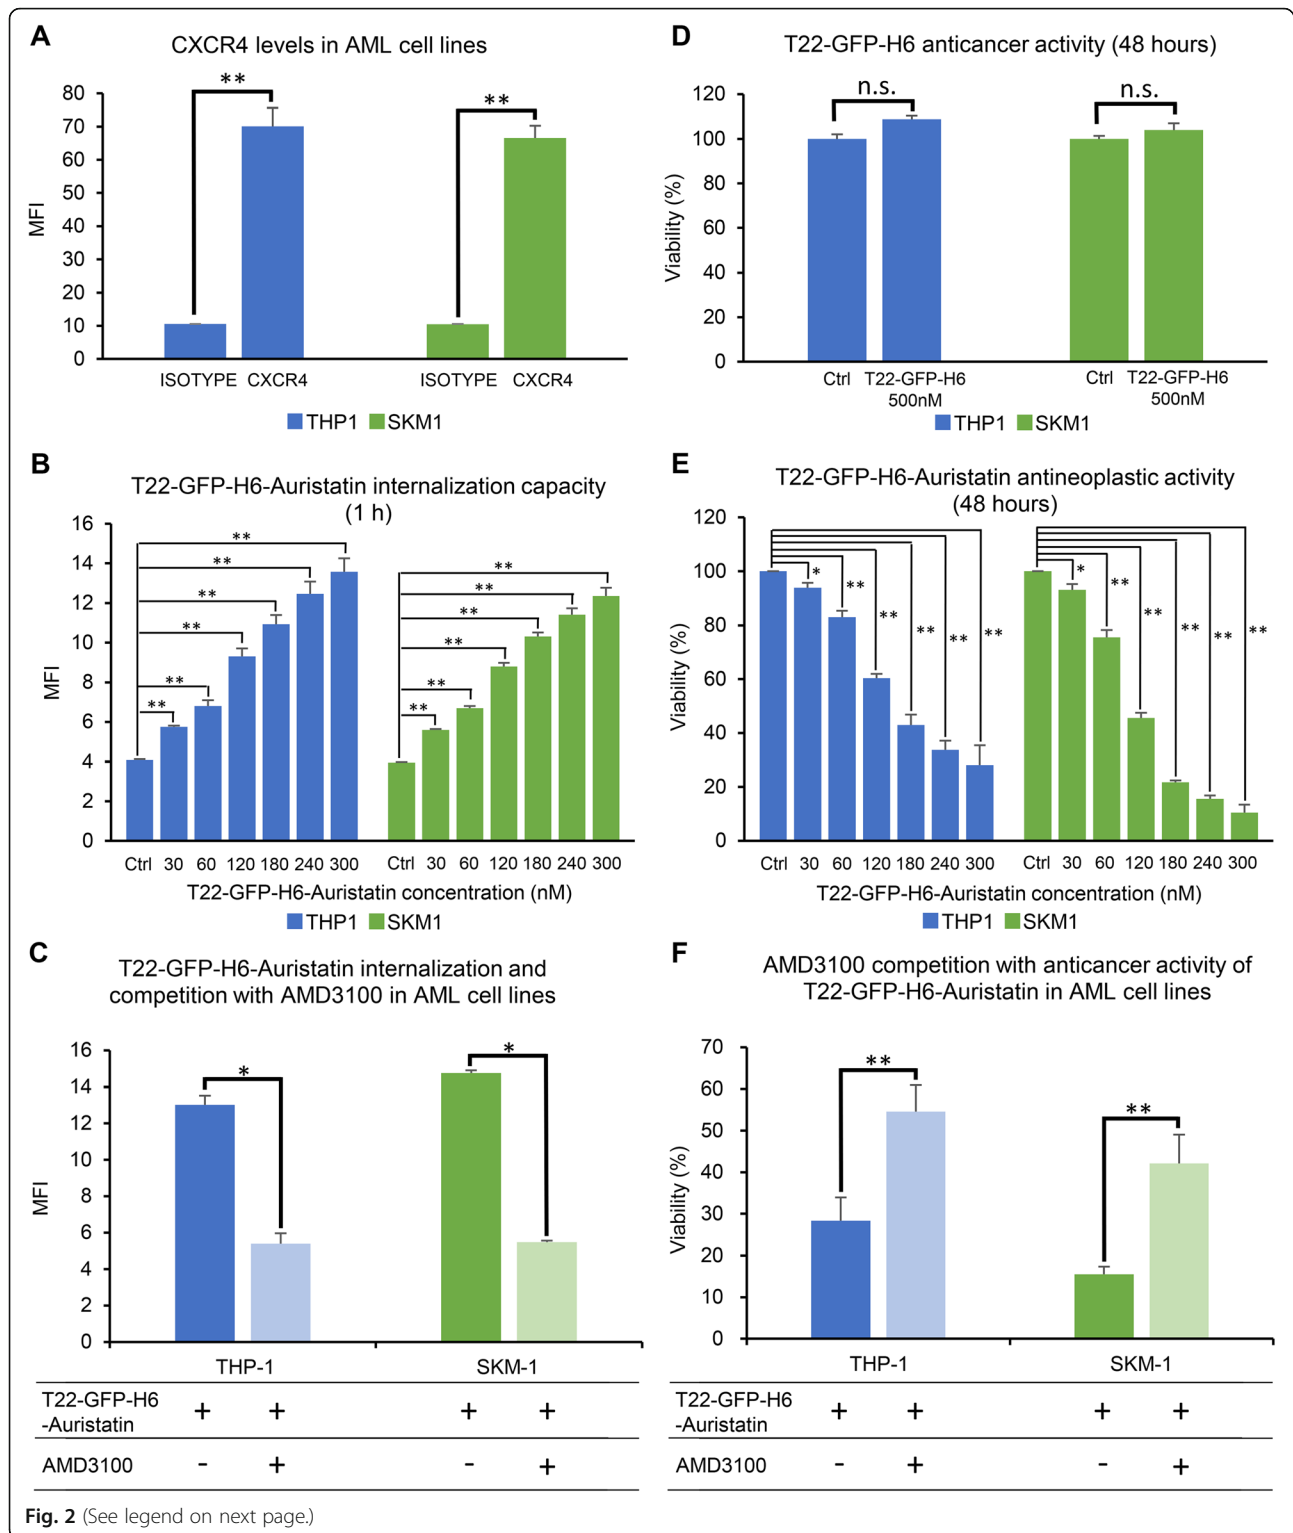 A
CXCR4 levels in AML cell lines
**
**
80
70
60
50
40
30
20
10
0
MFI
ISOTYPE CXCR4
ISOTYPE CXCR4
THP1 SKM1
B
T22-GFP-H6-Auristatin internalization capacity
(1 h)
16
14
12
10
8
6
4
2
0
MFI
**
**
**
**
**
**
**
**
**
**
**
**
Ctrl 30 60 120 180 240 300
Ctrl 30 60 120 180 240 300
T22-GFP-H6-Auristatin concentration (nM)
THP1 SKM1
C
T22-GFP-H6-Auristatin internalization and
competition with AMD3100 in AML cell lines
16
14
12
10
8
6
4
2
0
MFI
*
*
THP-1 SKM-1
T22-GFP-H6
-Auristatin
+ + + +
AMD3100 - + - +
D
T22-GFP-H6 anticancer activity (48 hours)
n.s.
n.s.
120
100
80
60
40
20
0
Viability (%)
Ctrl T22-GFP-H6
500nM
Ctrl T22-GFP-H6
500nM
THP1 SKM1
E
T22-GFP-H6-Auristatin antineoplastic activity
(48 hours)
120
100
80
60
40
20
0
Viability (%)
* ** ** ** ** **
* ** ** ** ** **
Ctrl 30 60 120 180 240 300
Ctrl 30 60 120 180 240 300
T22-GFP-H6-Auristatin concentration (nM)
THP1 SKM1
F
AMD3100 competition with anticancer activity of
T22-GFP-H6-Auristatin in AML cell lines
70
60
50
40
30
20
10
0
Viability (%)
**
**
THP-1 SKM-1
T22-GFP-H6
-Auristatin
+ + + +
AMD3100 - + - +
Fig. 2 (See legend on next page.)